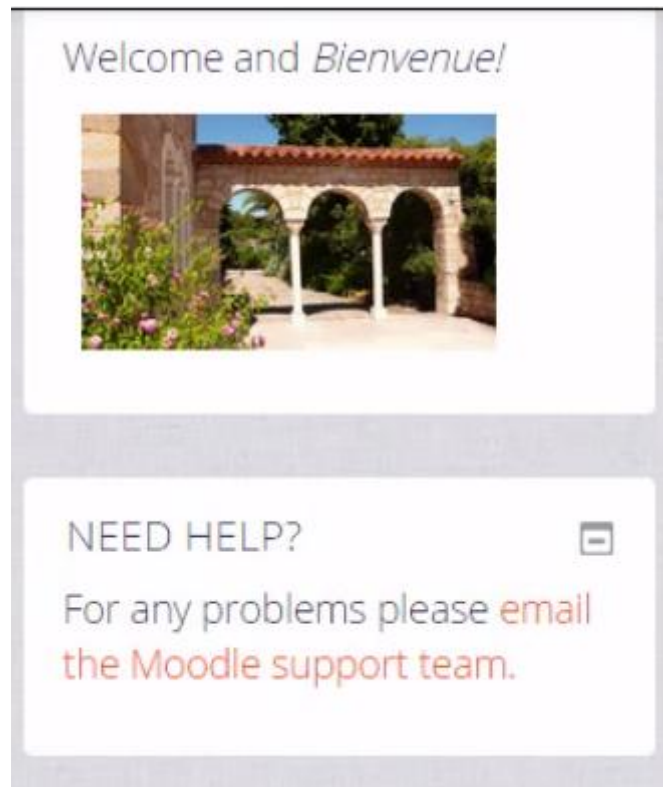 Welcome and Bienvenue!
NEED HELP?
For any problems please email
the Moodle support team.